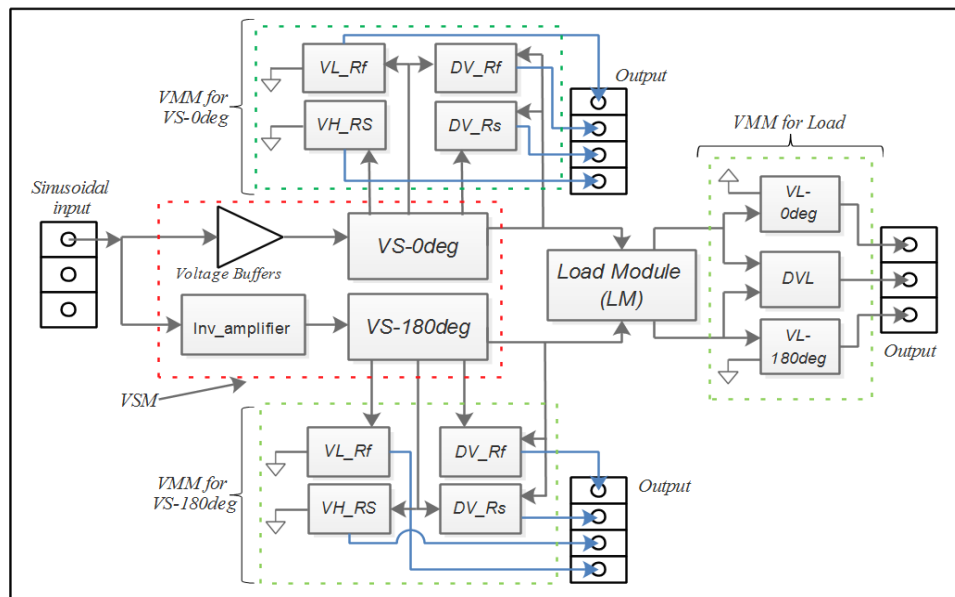 VMM for
VS-0deg
VL_Rf
DV_Rf
VH_RS
DV_Rs
Output
VMM for Load
Sinusoidal
input
Voltage Buffers
VS-0deg
Inv_amplifier
VS-180deg
VSM
Load Module
(LM)
VL-
0deg
DVL
VL-
180deg
Output
VMM for
VS-180deg
VL_Rf
DV_Rf
VH_RS
DV_Rs
Output